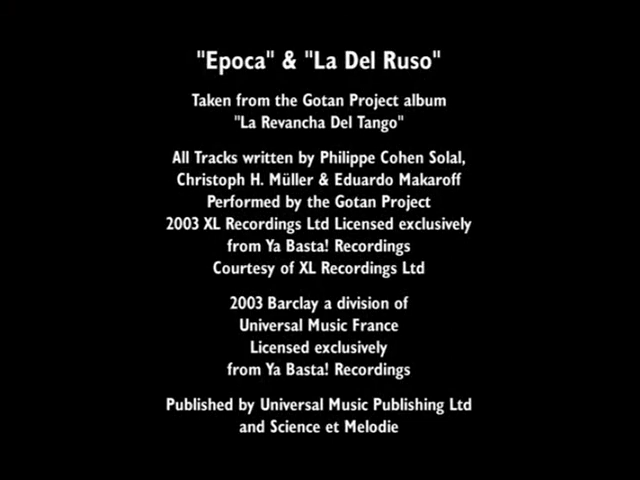 "Epoca" & "La Del Ruso"
Taken from the Gotan Project album
"La Revancha Del Tango"
All Tracks written by Philippe Cohen Solal,
Christoph H. Müller & Eduardo Makaroff
Performed by the Gotan Project
2003 XL Recordings Ltd Licensed exclusively
from Ya Basta! Recordings
Courtesy of XL Recordings Ltd
2003 Barclay a division of
Universal Music France
Licensed exclusively
from Ya Basta! Recordings
Published by Universal Music Publishing Ltd
and Science et Melodie